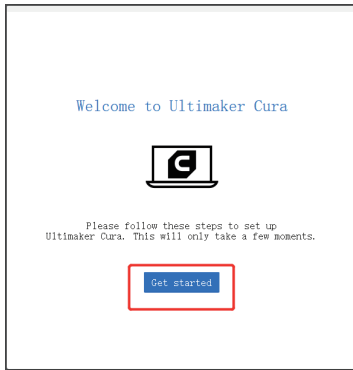 Welcome to Ultimaker Cura
C
Please follow these steps to set up
Ultimaker Cura. This will only take a few moments.
Get started